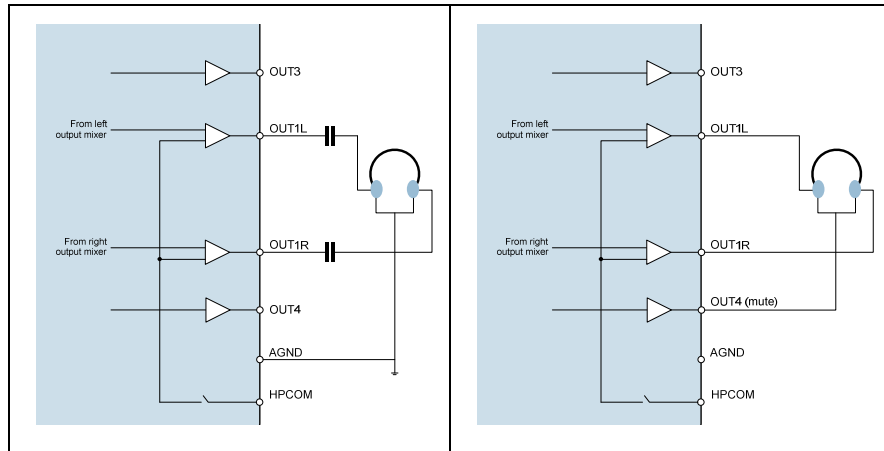 OUT3
From left
output mixer
OUT1L
From right
output mixer
OUT1R
OUT4
AGND
HPCOM
OUT3
From left
output mixer
OUT1L
From right
output mixer
OUT1R
OUT4 (mute)
AGND
HPCOM